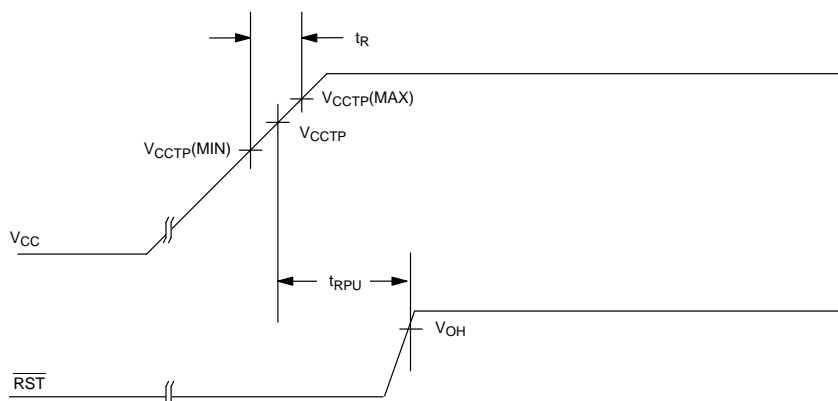 tR
VCCTP(MAX)
VCCTP
VCCTP(MIN)
VCC
tRPU
VOH
RST